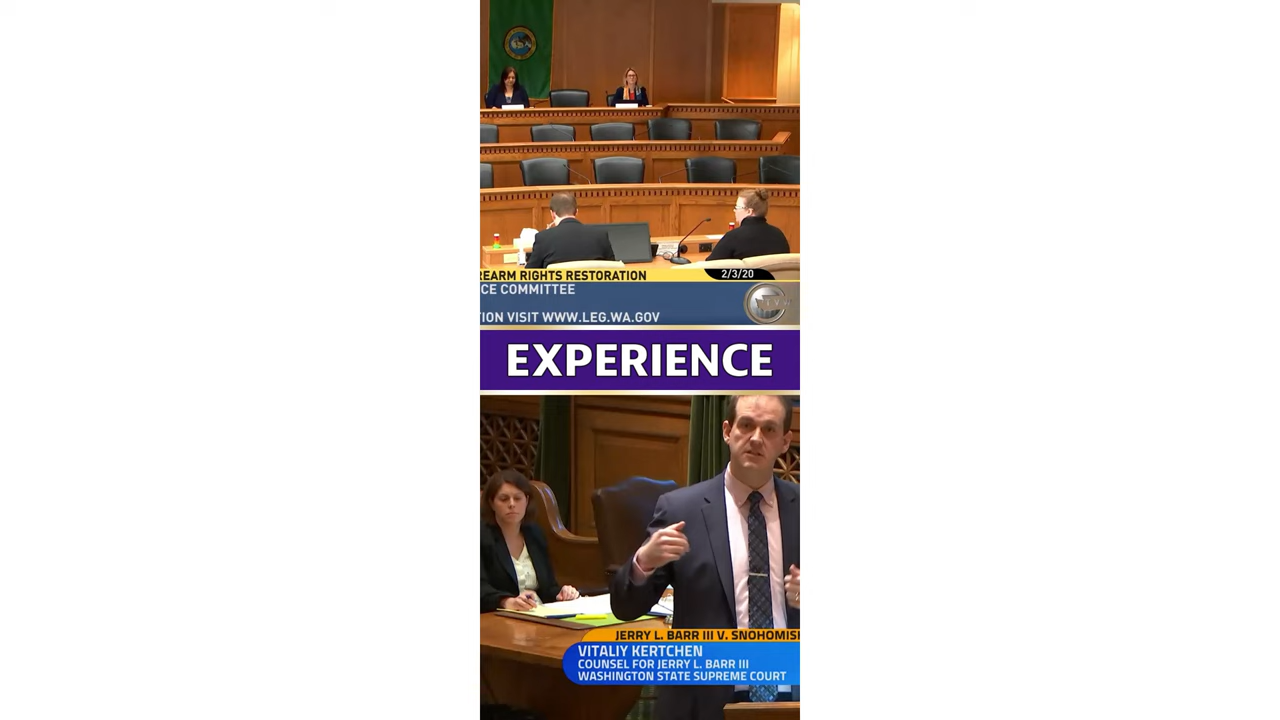 REARM RIGHTS RESTORATION
2/3/20
CE COMMITTEE
TION VISIT WWW.LEG.WA.GOV
EXPERIENCE
JERRY L. BARR III V. SNOHOMISH
VITALIY KERTCHEN
COUNSEL FOR JERRY L. BARR III
WASHINGTON STATE SUPREME COURT